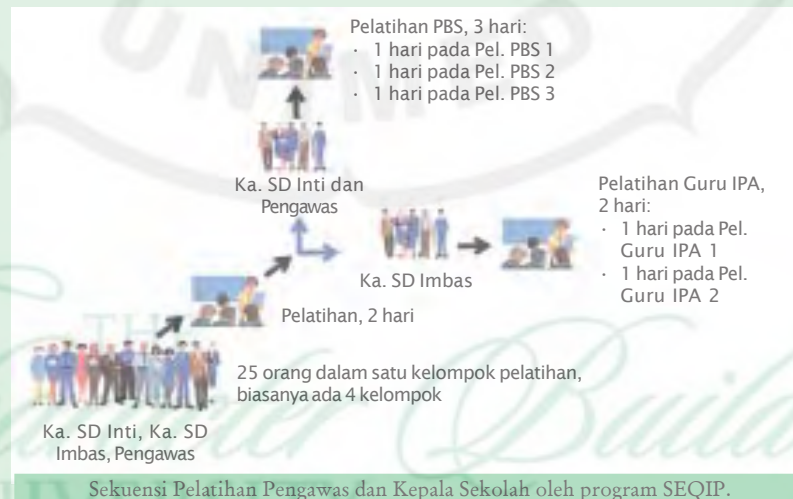 Pelatihan PBS, 3 hari:
· 1 hari pada Pel. PBS 1
· 1 hari pada Pel. PBS 2
· 1 hari pada Pel. PBS 3
Ka. SD Inti dan
Pengawas
Pelatihan Guru IPA,
2 hari:
· 1 hari pada Pel.
Guru IPA 1
· 1 hari pada Pel.
Guru IPA 2
Ka. SD Imbas
Pelatihan, 2 hari
25 orang dalam satu kelompok pelatihan,
biasanya ada 4 kelompok
Ka. SD Inti, Ka. SD
Imbas, Pengawas
Sekuensi Pelatihan Pengawas dan Kepala Sekolah oleh program SEQIP.